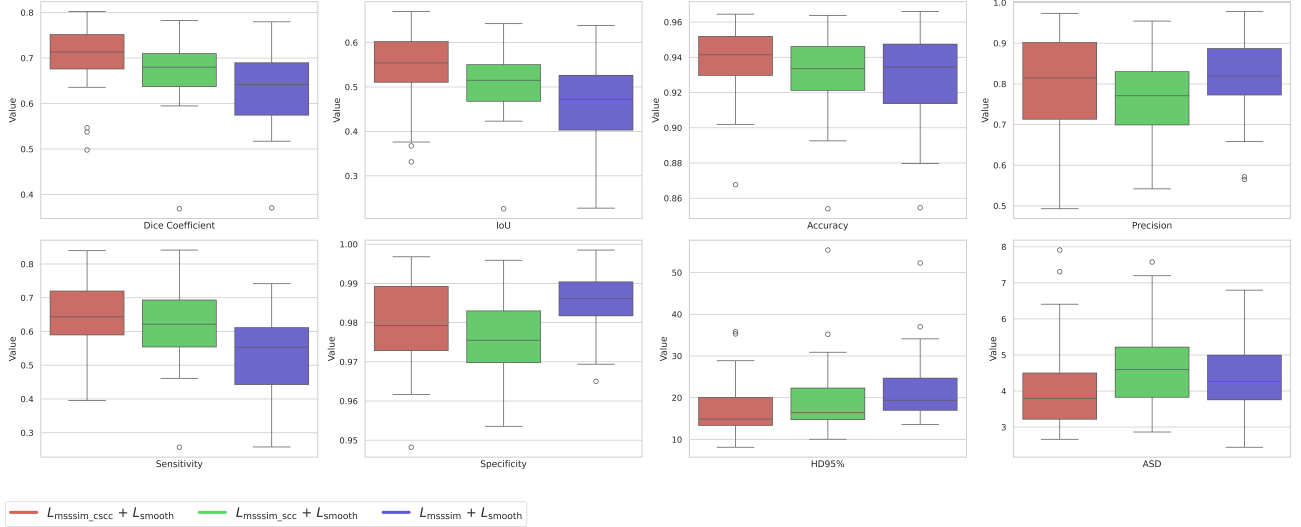 0.8
0.7
0.6
0.5
0.4
Value
Dice Coefficient
0.6
0.5
0.4
0.3
Value
IoU
0.96
0.94
0.92
0.90
0.88
0.86
Value
Accuracy
1.0
0.9
0.8
0.7
0.6
0.5
Value
Precision
0.8
0.7
0.6
0.5
0.4
0.3
Value
Sensitivity
1.00
0.99
0.98
0.97
0.96
0.95
Value
Specificity
50
40
30
20
10
Value
HD95%
8
7
6
5
4
3
Value
ASD
L_msssim_cscc + L_smooth
L_msssim_scc + L_smooth
L_msssim + L_smooth